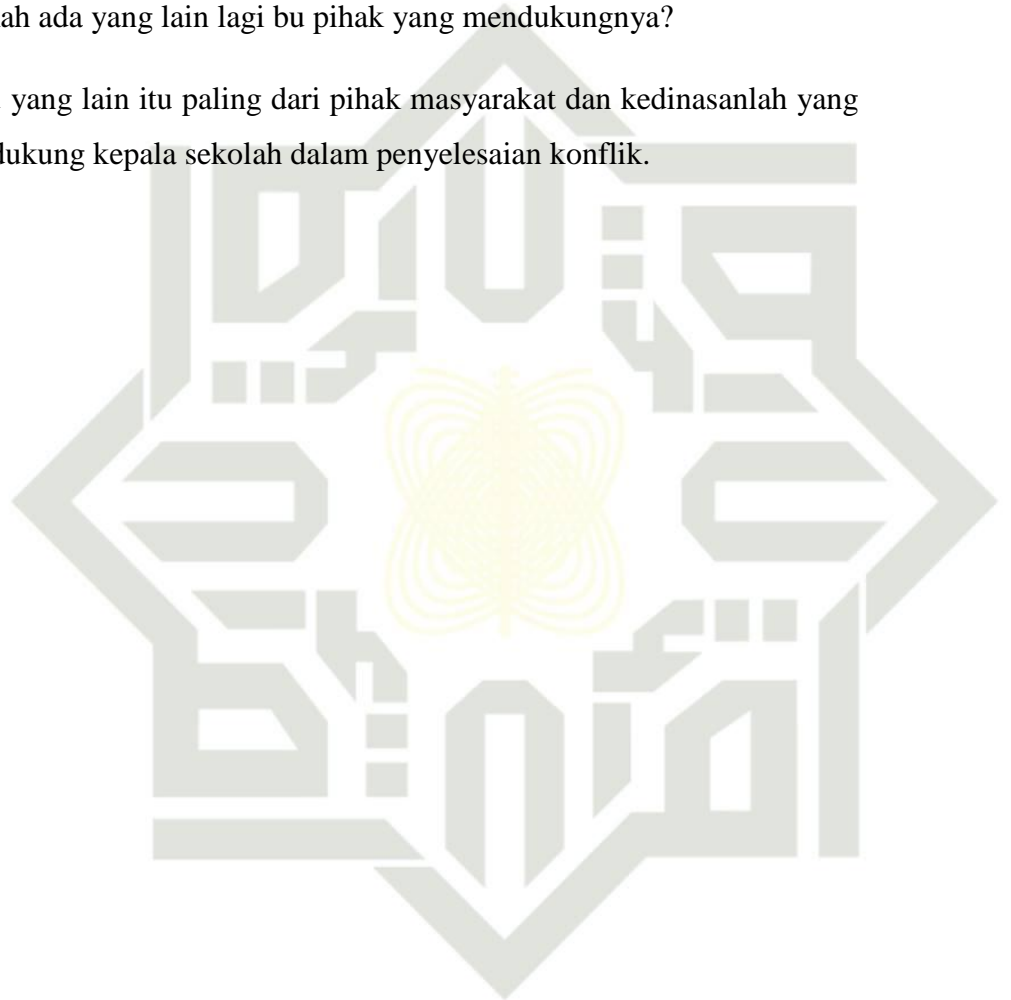 ah ada yang lain lagi bu pihak yang mendukungnya?
yang lain itu paling dari pihak masyarakat dan kedinasanlah yang
dukung kepala sekolah dalam penyelesaian konflik.